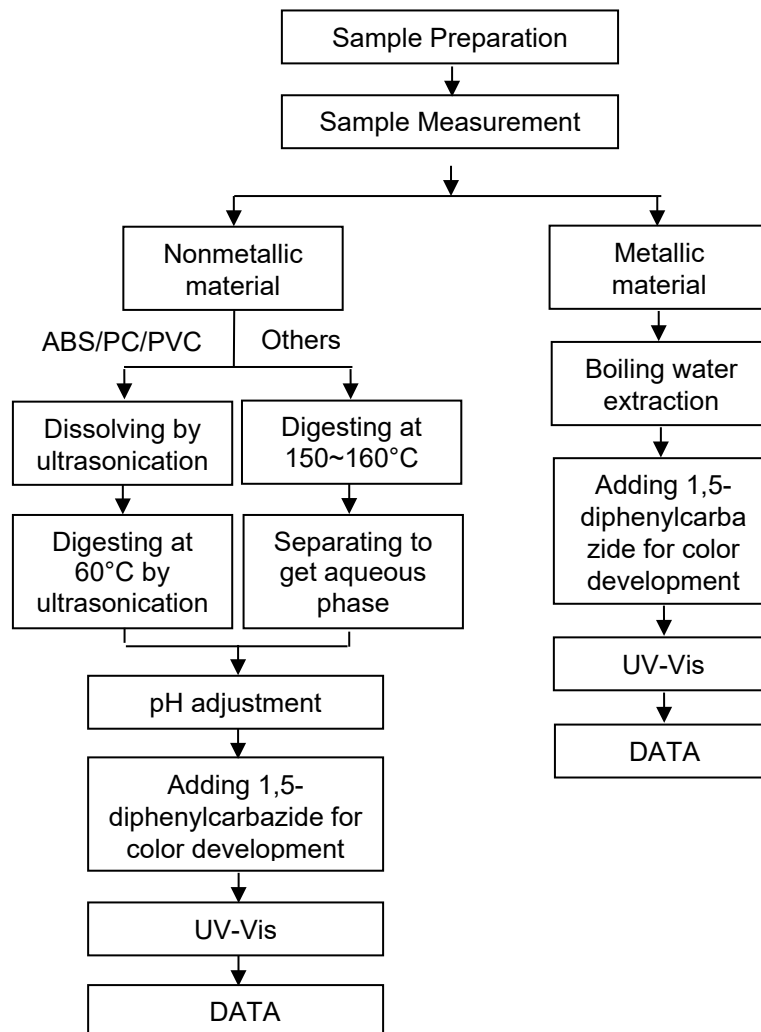 Sample Preparation
Sample Measurement
Nonmetallic
material
Metallic
material
ABS/PC/PVC
Others
Boiling water
extraction
Dissolving by
ultrasonication
Digesting at
150~160°C
Adding 1,5-
diphenylcarba
zide for color
development
Digesting at
60°C by
ultrasonication
Separating to
get aqueous
phase
UV-Vis
pH adjustment
DATA
Adding 1,5-
diphenylcarbazide for
color development
UV-Vis
DATA